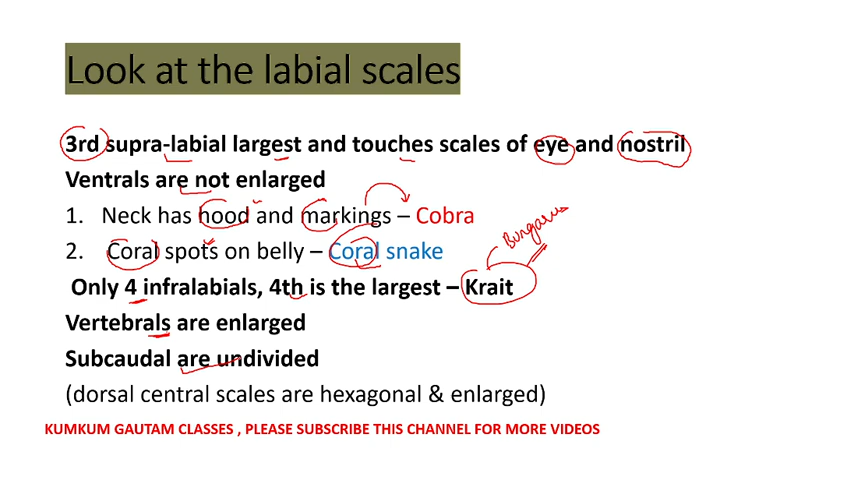 Look at the labial scales
3rd supra-labial largest and touches scales of eye and nostril
Ventrals are not enlarged
1. Neck has hood and markings – Cobra
Bungarus
2. Coral spots on belly – Coral snake
Only 4 infralabials, 4th is the largest – Krait
Vertebrals are enlarged
Subcaudal are undivided
(dorsal central scales are hexagonal & enlarged)
KUMKUM GAUTAM CLASSES , PLEASE SUBSCRIBE THIS CHANNEL FOR MORE VIDEOS